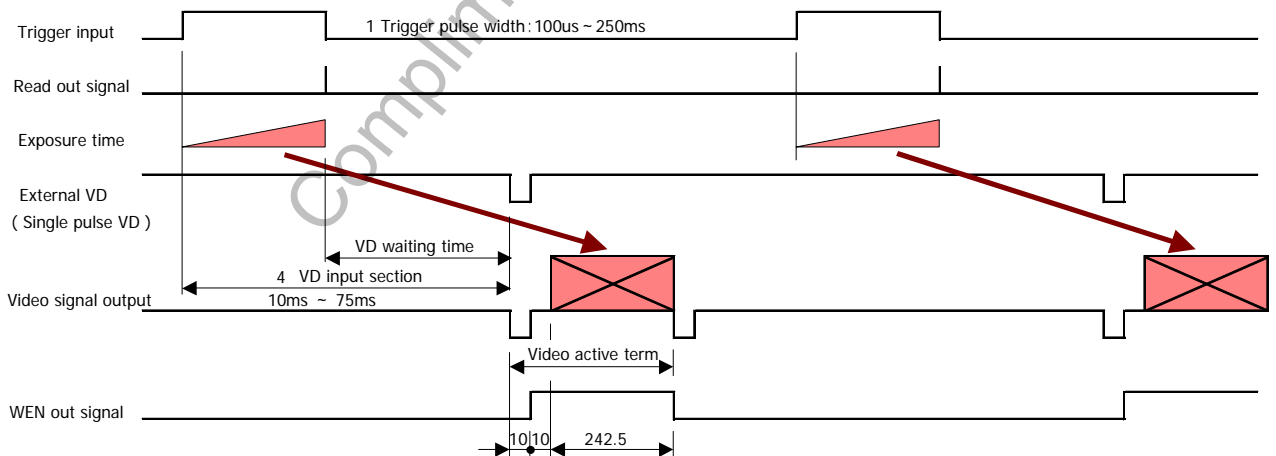 Trigger input
1 Trigger pulse width : 100us ~ 250ms
Read out signal
Exposure time
External VD
( Single pulse VD )
VD waiting time
4 VD input section
10ms ~ 75ms
Video signal output
Video active term
WEN out signal
10 10 242.5